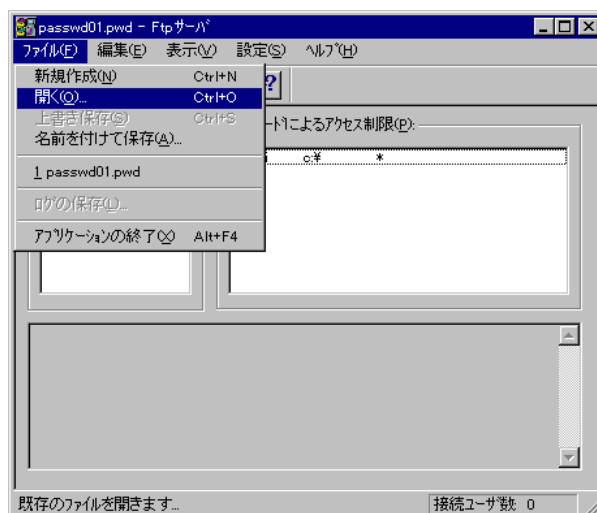 passwd01.pwd - Ftpサーバ
ファイル(F) 編集(E) 表示(V) 設定(S) ヘルプ(H)
新規作成(N) Ctrl+N
開く(O)... Ctrl+O
上書き保存(S) Ctrl+S
名前を付けて保存(A)...
1 passwd01.pwd
ログの保存(L)...
アプリケーションの終了(X) Alt+F4
?
によるアクセス制限(P):
c:¥ *
既存のファイルを開きます...
接続ユーザ数: 0